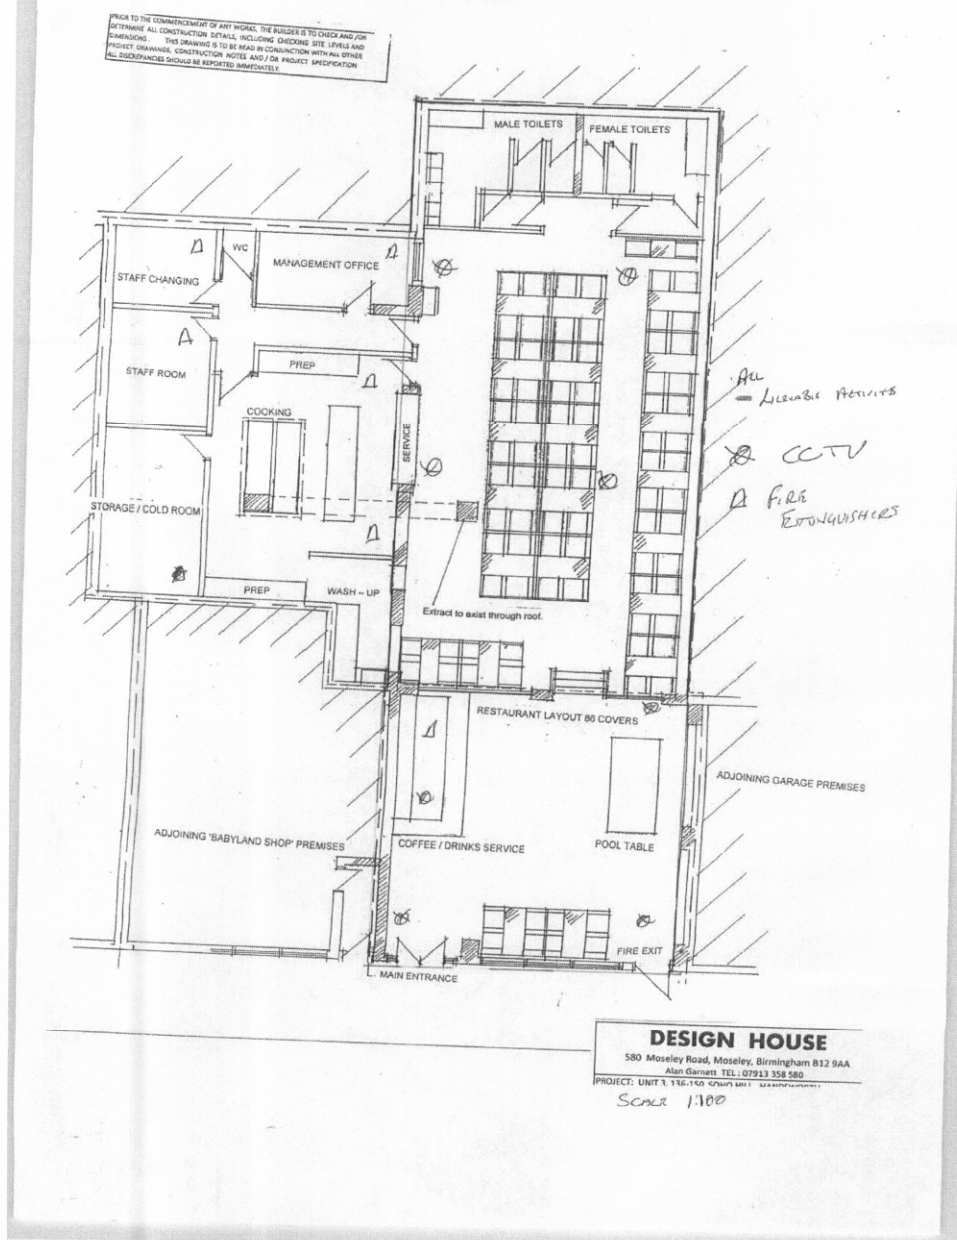 PRIOR TO THE COMMENCEMENT OF ANY WORKS, THE BUILDER IS TO CHECK AND /OR
DETERMINE ALL CONSTRUCTION DETAILS, INCLUDING CHECKING SITE LEVELS AND
DIMENSIONS. THIS DRAWING IS TO BE READ IN CONJUNCTION WITH ALL OTHER
PROJECT DRAWINGS, CONSTRUCTION NOTES AND / OR PROJECT SPECIFICATION
ALL DISCREPANCIES SHOULD BE REPORTED IMMEDIATELY.
MALE TOILETS
FEMALE TOILETS
WC
MANAGEMENT OFFICE
STAFF CHANGING
STAFF ROOM
PREP
COOKING
SERVICE
ALL
CCTV
FIRE
EXTINGUISHERS
STORAGE / COLD ROOM
PREP
WASH - UP
Extract to exist through roof.
RESTAURANT LAYOUT 86 COVERS
ADJOINING GARAGE PREMISES
ADJOINING 'BABYLAND SHOP' PREMISES
COFFEE / DRINKS SERVICE
POOL TABLE
FIRE EXIT
MAIN ENTRANCE
DESIGN HOUSE
580 Moseley Road, Moseley, Birmingham B12 9AA
Alan Garnett TEL : 07913 358 580
PROJECT: UNIT 3, 136-150 SOHO HILL, HANDSWORTH
1:100